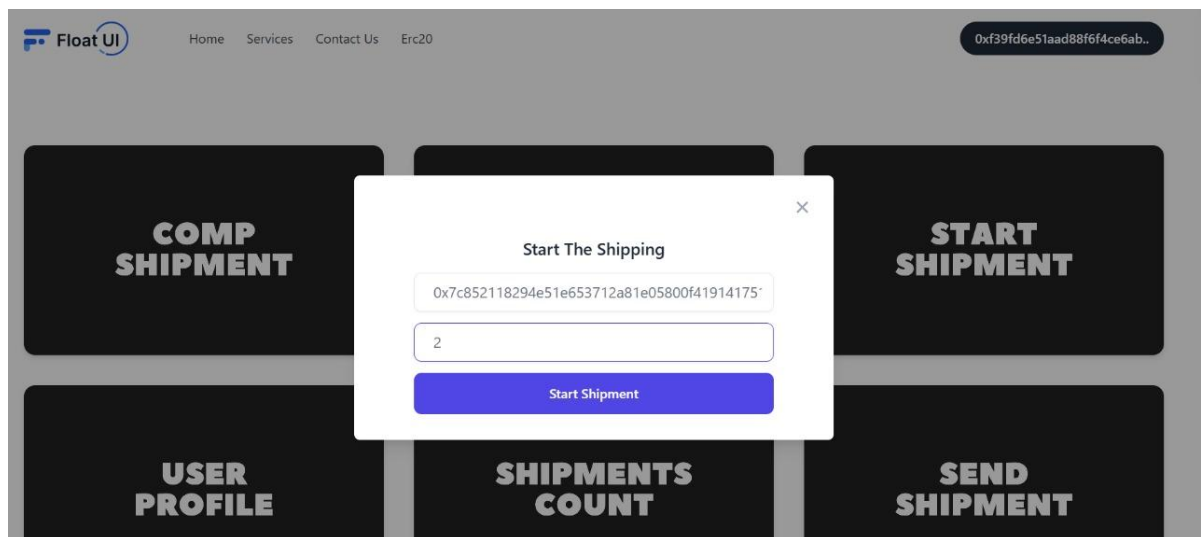 Float UI
Home Services Contact Us Erc20
0xf39fd6e51aad88f6f4ce6ab..
COMP
SHIPMENT
START
SHIPMENT
Start The Shipping
0x7c852118294e51e653712a81e05800f419141751
2
Start Shipment
USER
PROFILE
SHIPMENTS
COUNT
SEND
SHIPMENT